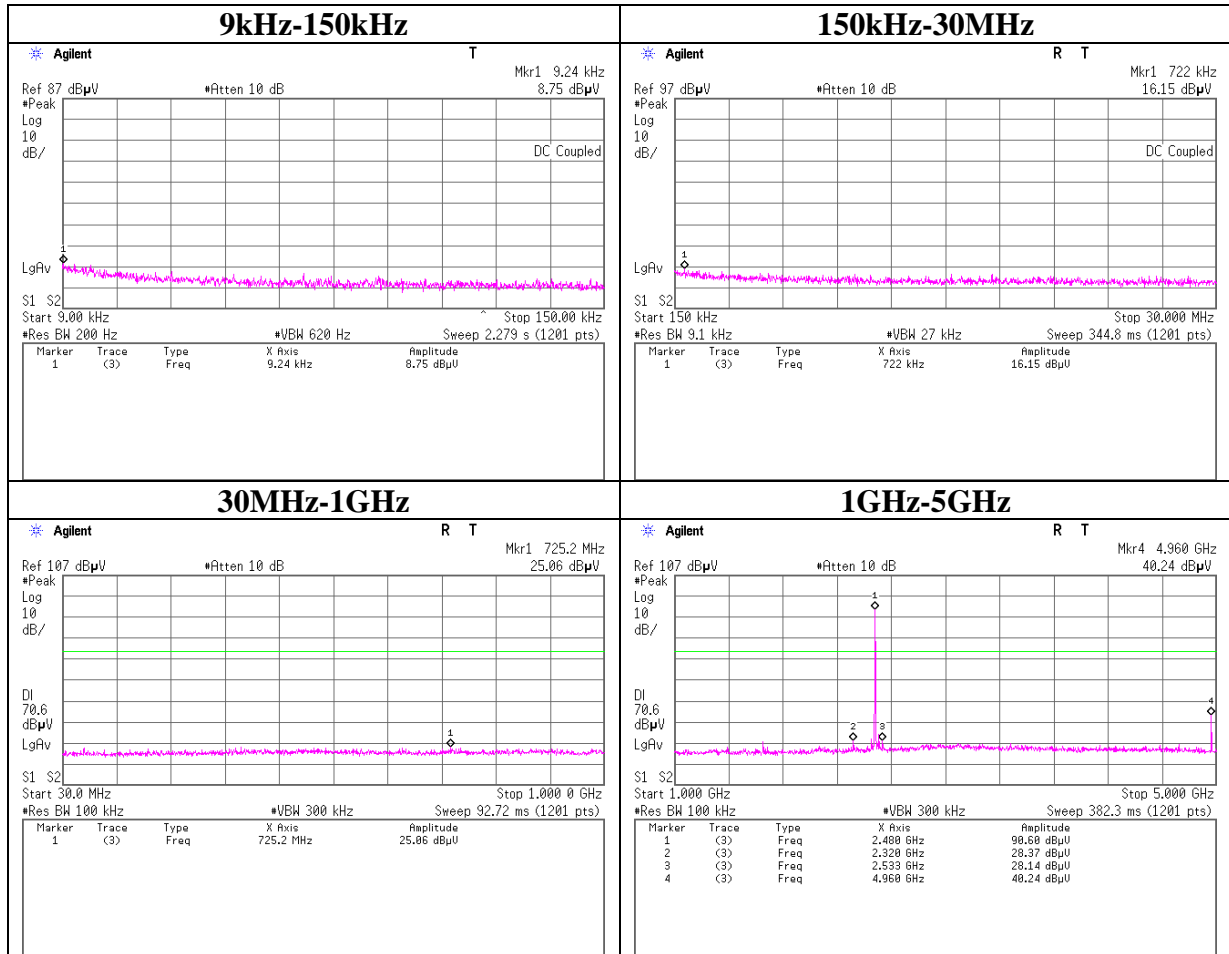 9kHz-150kHz
Agilent T
Mkr1 9.24 kHz
Ref 87 dBµV #Atten 10 dB 8.75 dBµV
#Peak
Log
10
dB/
DC Coupled
1
LgAv
S1 S2
Start 9.00 kHz ^ Stop 150.00 kHz
#Res BW 200 Hz #VBW 620 Hz Sweep 2.279 s (1201 pts)
Marker Trace Type X Axis Amplitude
1 (3) Freq 9.24 kHz 8.75 dBµV
150kHz-30MHz
Agilent R T
Mkr1 722 kHz
Ref 97 dBµV #Atten 10 dB 16.15 dBµV
#Peak
Log
10
dB/
DC Coupled
1
LgAv
S1 S2
Start 150 kHz Stop 30.000 MHz
#Res BW 9.1 kHz #VBW 27 kHz Sweep 344.8 ms (1201 pts)
Marker Trace Type X Axis Amplitude
1 (3) Freq 722 kHz 16.15 dBµV
30MHz-1GHz
Agilent R T
Mkr1 725.2 MHz
Ref 107 dBµV #Atten 10 dB 25.06 dBµV
#Peak
Log
10
dB/
DI
70.6
dBµV
1
LgAv
S1 S2
Start 30.0 MHz Stop 1.000 0 GHz
#Res BW 100 kHz #VBW 300 kHz Sweep 92.72 ms (1201 pts)
Marker Trace Type X Axis Amplitude
1 (3) Freq 725.2 MHz 25.06 dBµV
1GHz-5GHz
Agilent R T
Mkr4 4.960 GHz
Ref 107 dBµV #Atten 10 dB 40.24 dBµV
#Peak
1
Log
10
dB/
DI
70.6 4
dBµV
2 3
LgAv
S1 S2
Start 1.000 GHz Stop 5.000 GHz
#Res BW 100 kHz #VBW 300 kHz Sweep 382.3 ms (1201 pts)
Marker Trace Type X Axis Amplitude
1 (3) Freq 2.480 GHz 90.60 dBµV
2 (3) Freq 2.320 GHz 28.37 dBµV
3 (3) Freq 2.533 GHz 28.14 dBµV
4 (3) Freq 4.960 GHz 40.24 dBµV